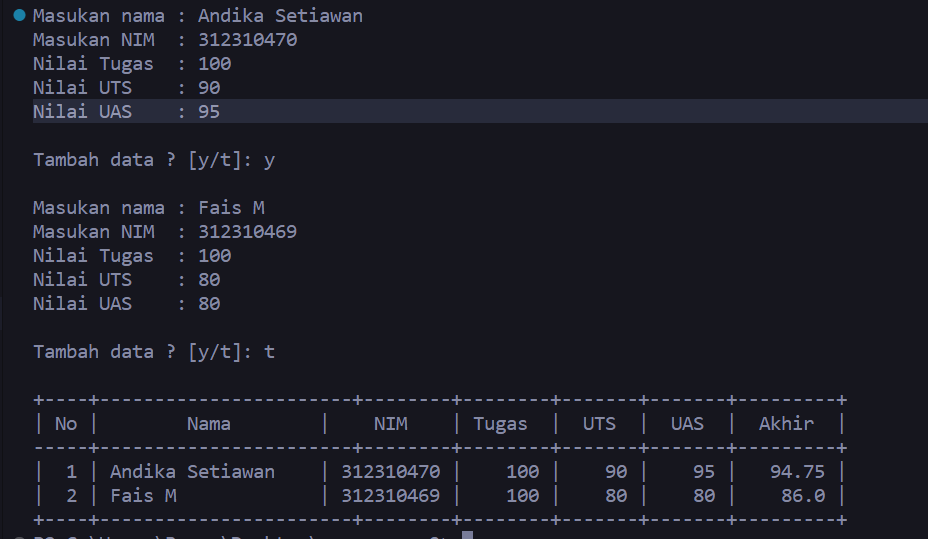 Masukan nama : Andika Setiawan
Masukan NIM  : 312310470
Nilai Tugas  : 100
Nilai UTS    : 90
Nilai UAS    : 95
Tambah data ? [y/t]: y
Masukan nama : Fais M
Masukan NIM  : 312310469
Nilai Tugas  : 100
Nilai UTS    : 80
Nilai UAS    : 80
Tambah data ? [y/t]: t
+----+-----------------------+--------+--------+-------+-------+---------+
| No |        Nama        |    NIM    | Tugas  |  UTS  |  UAS  |  Akhir  |
-----+-----------------------+--------+--------+-------+-------+---------+
|  1 | Andika Setiawan    | 312310470 |    100 |    90 |    95 |   94.75 |
|  2 | Fais M             | 312310469 |    100 |    80 |    80 |    86.0 |
+----+-----------------------+--------+--------+-------+-------+---------+